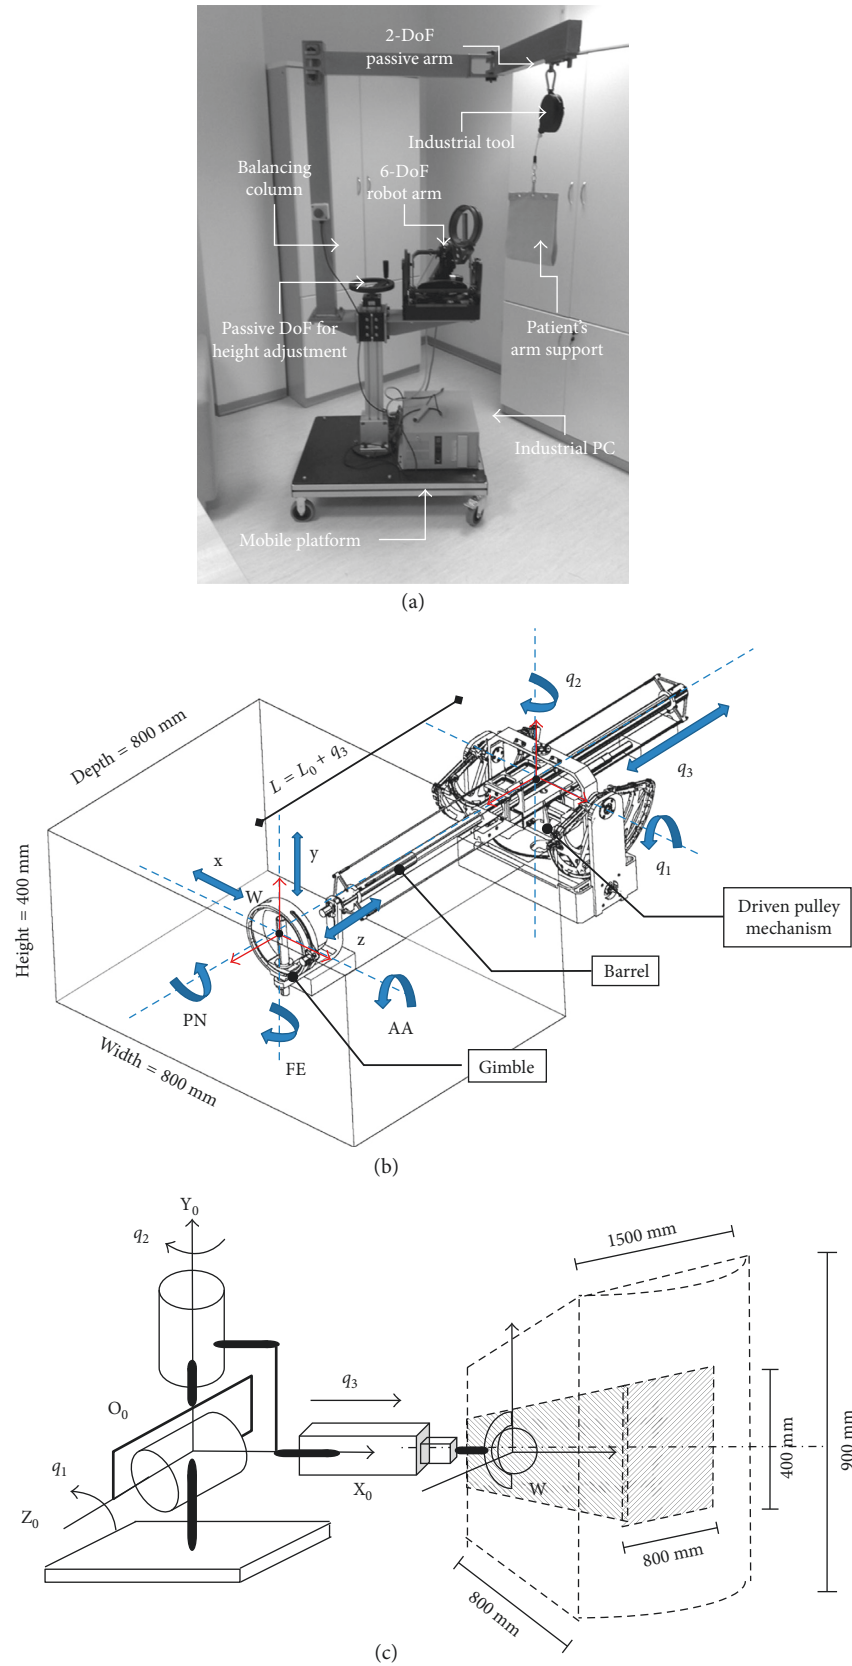 2-DoF
passive arm
Industrial tool
Balancing
column
6-DoF
robot arm
Passive DoF for
height adjustment
Patient's
arm support
Industrial PC
Mobile platform
(a)
q2
Depth = 800 mm
L = L0 + q3
q3
Height = 400 mm
x
y
W
z
q1
Driven pulley
mechanism
Barrel
PN
AA
FE
Gimble
Width = 800 mm
(b)
Y0
q2
1500 mm
q3
O0
q1
X0
W
Z0
400 mm
900 mm
800 mm
800 mm
(c)